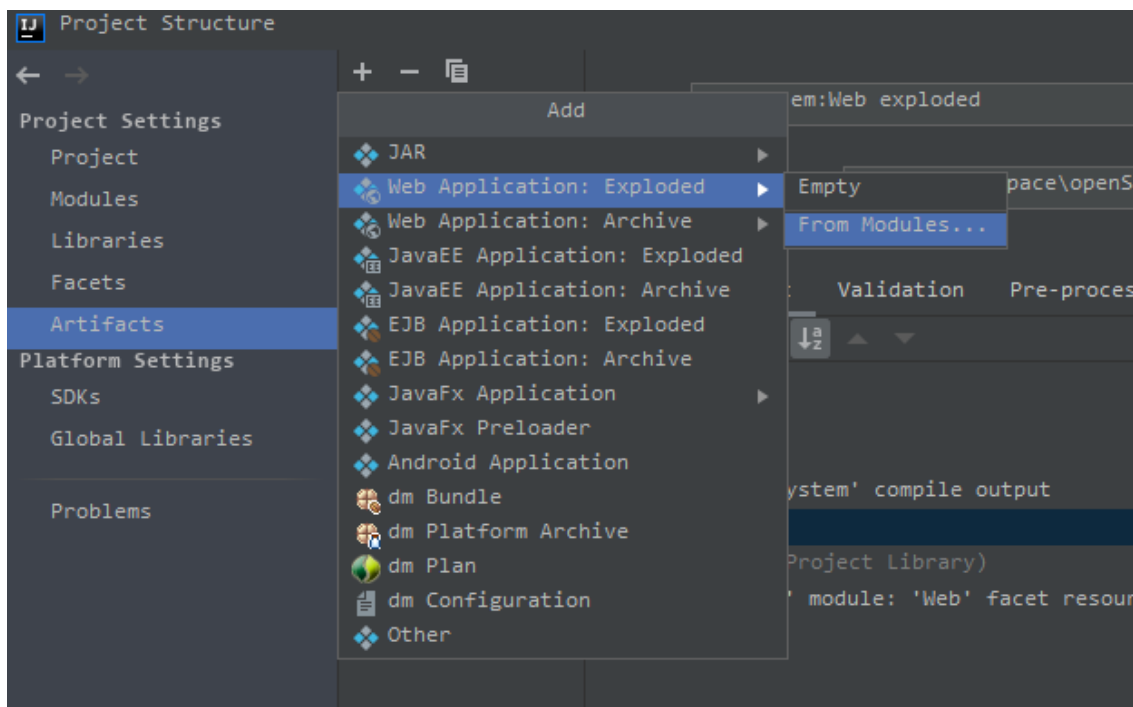 Project Structure
Project Settings
Project
Modules
Libraries
Facets
Artifacts
Platform Settings
SDKs
Global Libraries
Problems
Add
JAR
Web Application: Exploded
Web Application: Archive
JavaEE Application: Exploded
JavaEE Application: Archive
EJB Application: Exploded
EJB Application: Archive
JavaFx Application
JavaFx Preloader
Android Application
dm Bundle
dm Platform Archive
dm Plan
dm Configuration
Other
Empty
From Modules...
em:Web exploded
pace\openS
Validation Pre-proces
ystem' compile output
Project Library)
' module: 'Web' facet resour